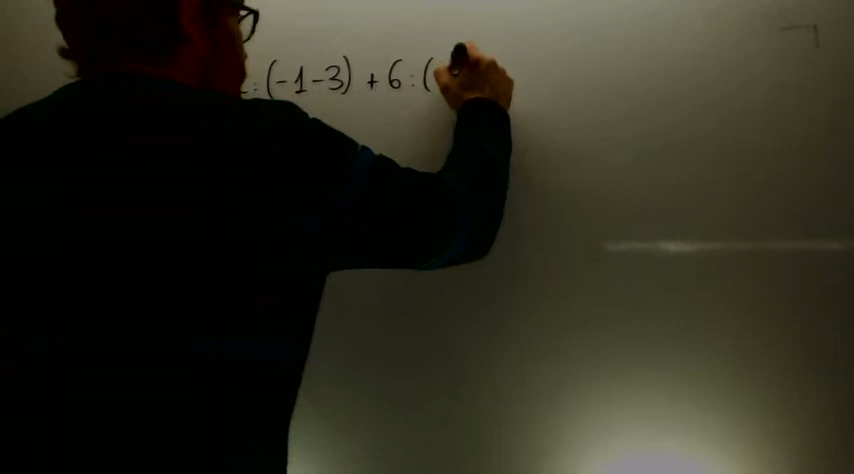 : (-1-3) + 6 : (